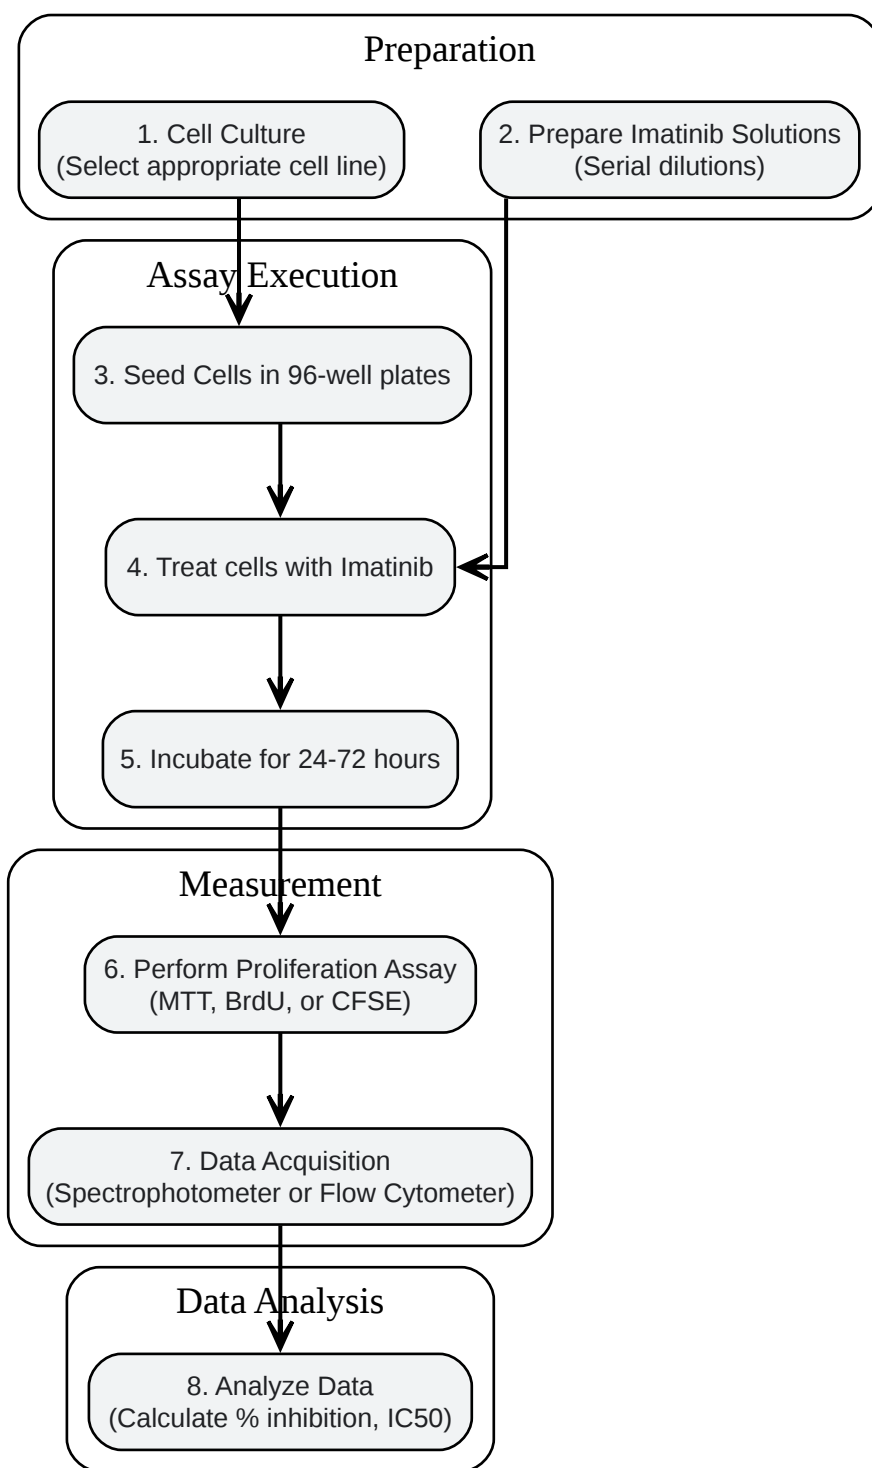 Preparation
1. Cell Culture
(Select appropriate cell line)
2. Prepare Imatinib Solutions
(Serial dilutions)
Assay Execution
3. Seed Cells in 96-well plates
4. Treat cells with Imatinib
5. Incubate for 24-72 hours
Measurement
6. Perform Proliferation Assay
(MTT, BrdU, or CFSE)
7. Data Acquisition
(Spectrophotometer or Flow Cytometer)
Data Analysis
8. Analyze Data
(Calculate % inhibition, IC50)